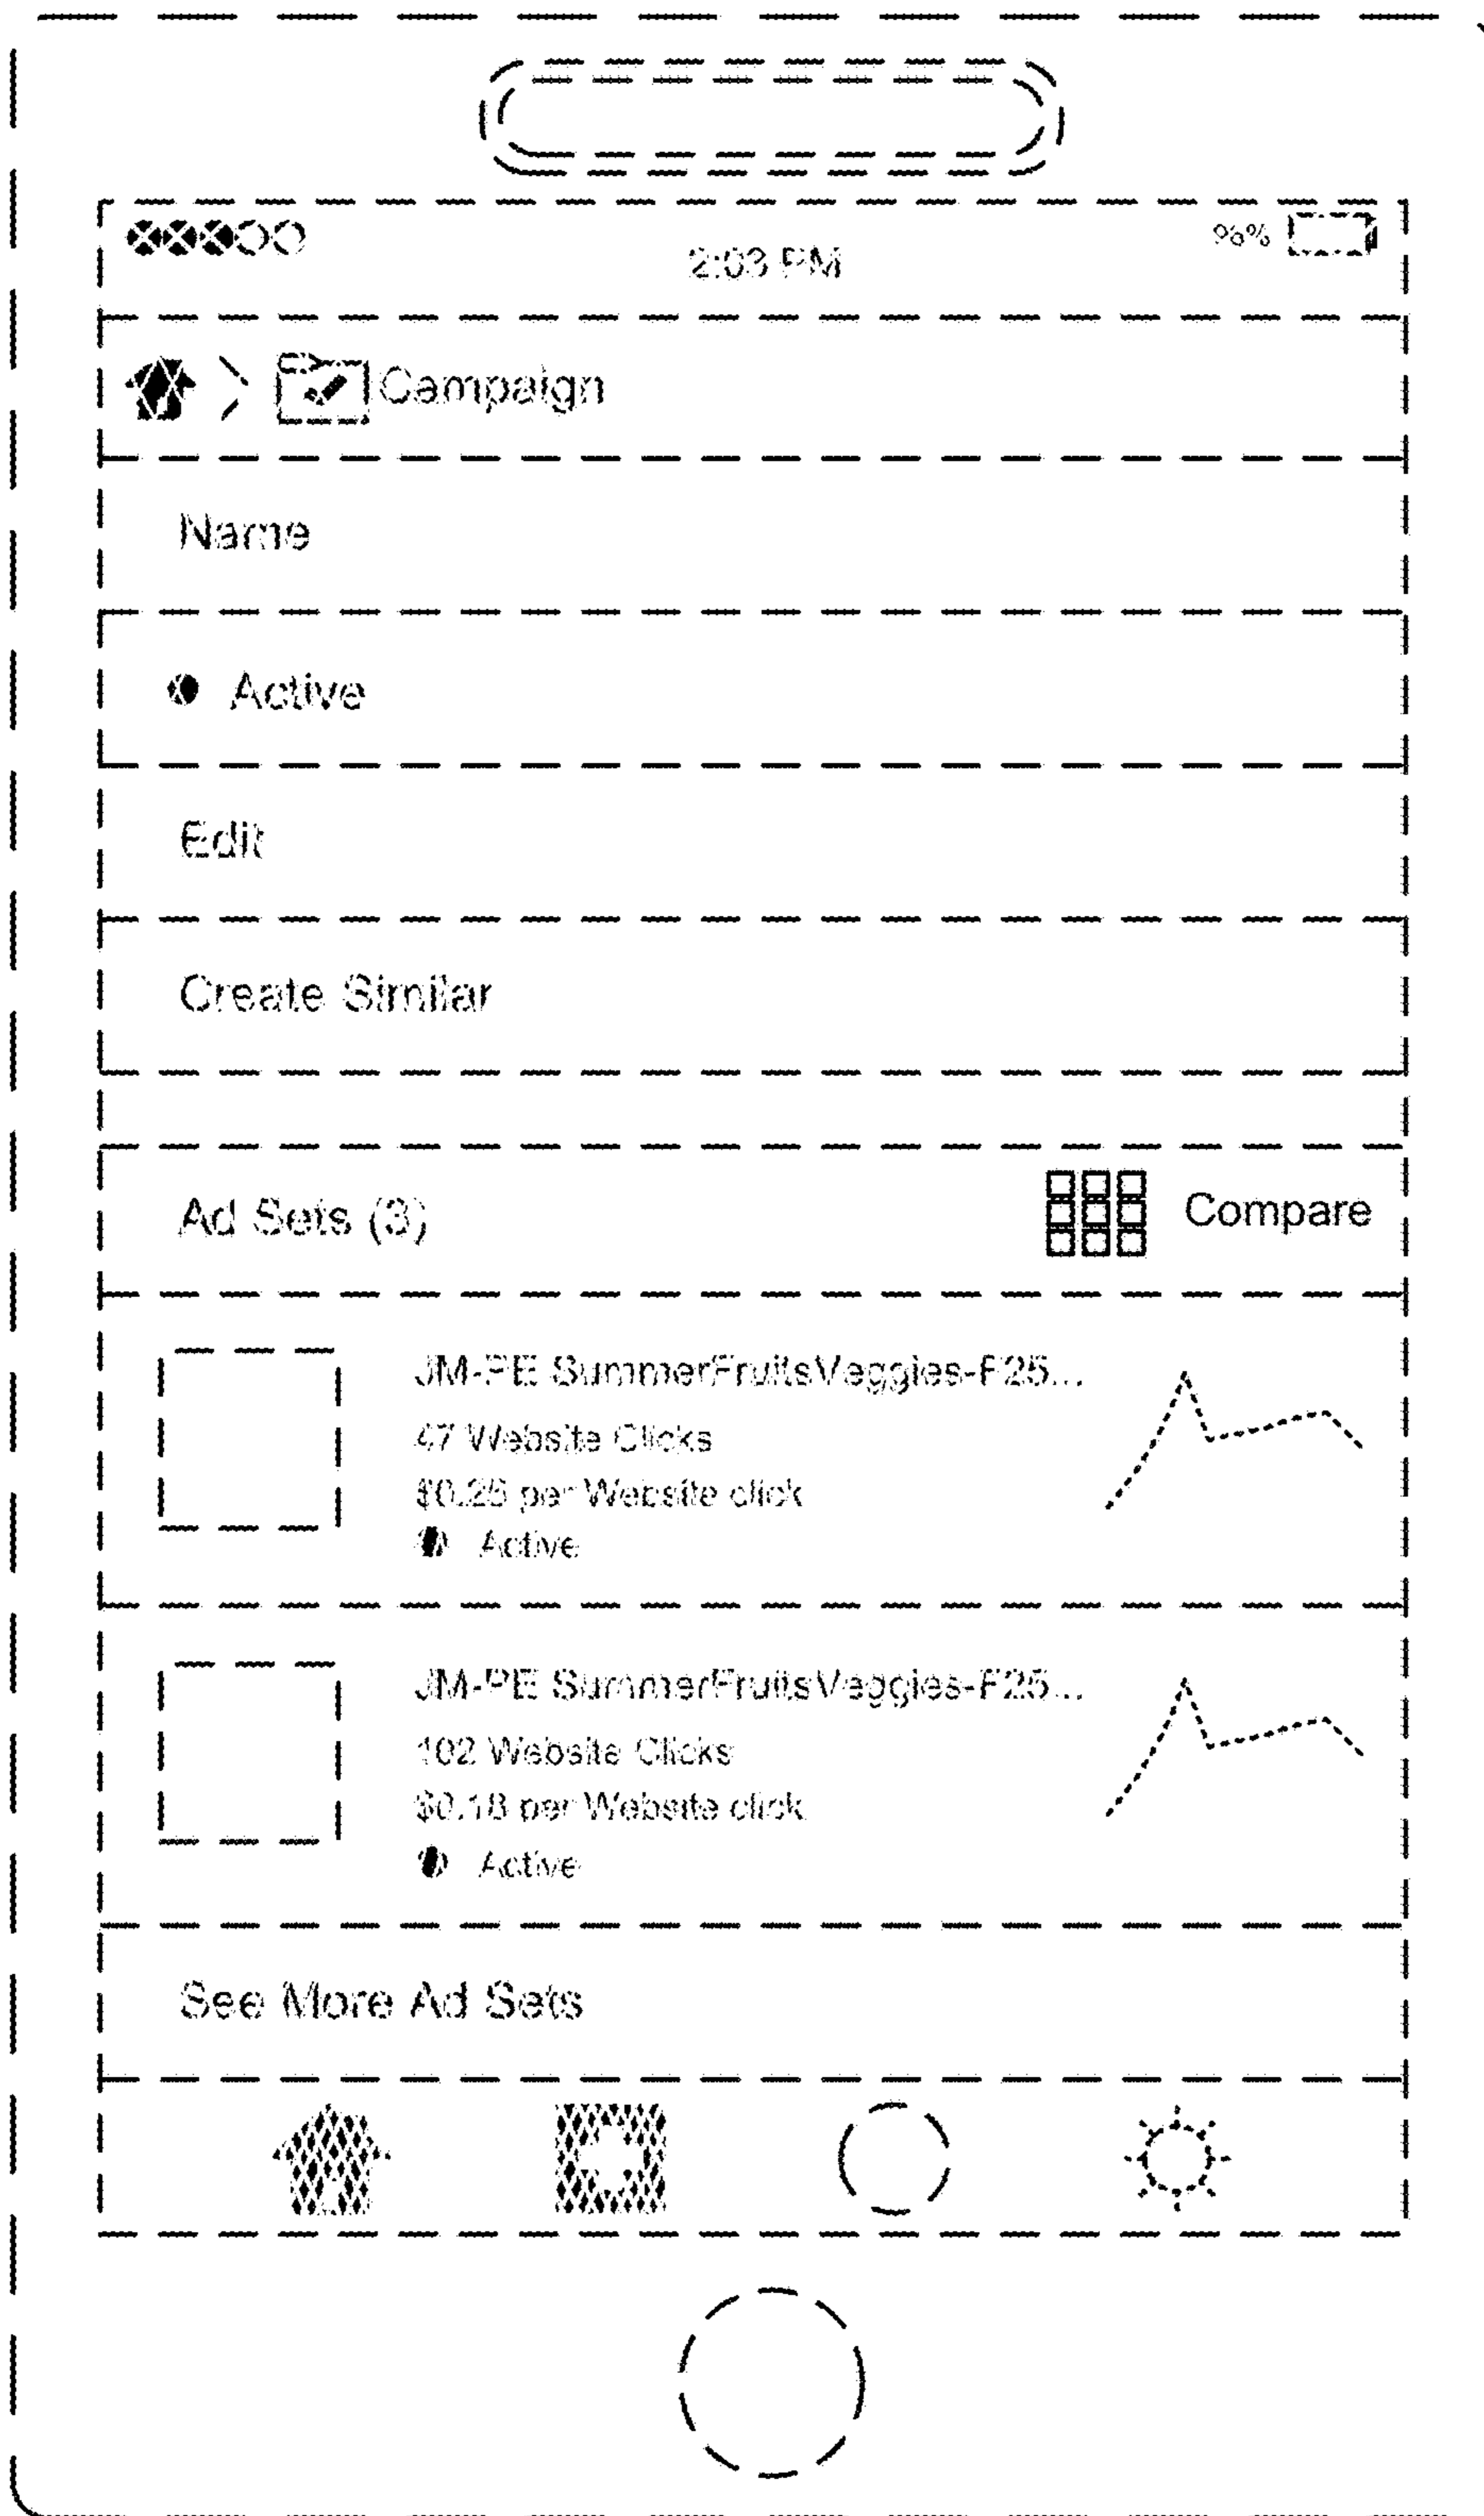 96%
2:03 PM
Campaign
Name
Active
Edit
Create Similar
Ad Sets (3)
Compare
JM-PE SummerFruitsVeggies-F25...
47 Website Clicks
per Website click
Active
JM-PE SummerFruitsVeggies-F25...
102 Website Clicks
$0.18 per Website click
Active
See More Ad Sets